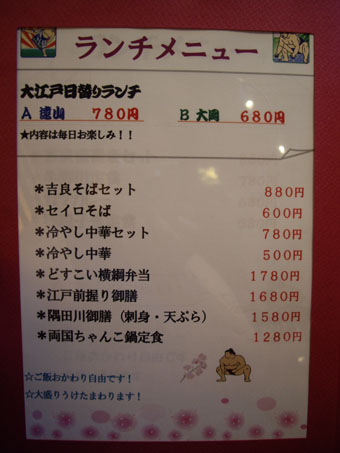 ランチメニュー
大江戸日替りランチ
A 遠山 780円 B 大岡 680円
★内容は毎日お楽しみ！！
＊吉良そばセット 880円
＊セイロそば 600円
＊冷やし中華セット 780円
＊冷やし中華 500円
＊どすこい横綱弁当 1780円
＊江戸前握り御膳 1680円
＊隅田川御膳（刺身・天ぷら） 1580円
＊両国ちゃんこ鍋定食 1280円
☆ご飯おかわり自由です！
☆大盛りうけたまわります！